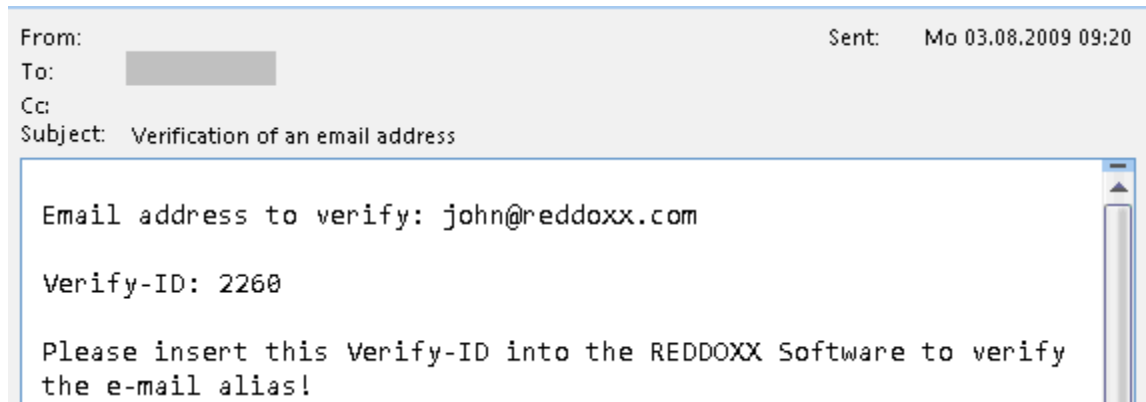 From: Sent: Mo 03.08.2009 09:20
To:
Cc:
Subject: Verification of an email address
Email address to verify: john@reddoxx.com
Verify-ID: 2260
Please insert this Verify-ID into the REDDOXX Software to verify
the e-mail alias!